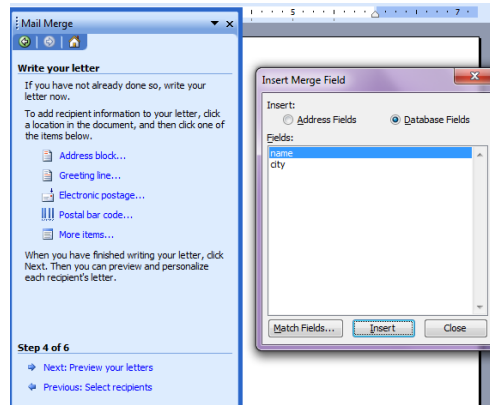 Mail Merge
Write your letter
If you have not already done so, write your
letter now.
To add recipient information to your letter, click
a location in the document, and then click one of
the items below.
Address block...
Greeting line...
Electronic postage...
Postal bar code...
More items...
When you have finished writing your letter, click
Next. Then you can preview and personalize
each recipient's letter.
Step 4 of 6
Next: Preview your letters
Previous: Select recipients
5
7
Insert Merge Field
Insert:
Address Fields
Database Fields
Fields:
name
city
Match Fields...
Insert
Close